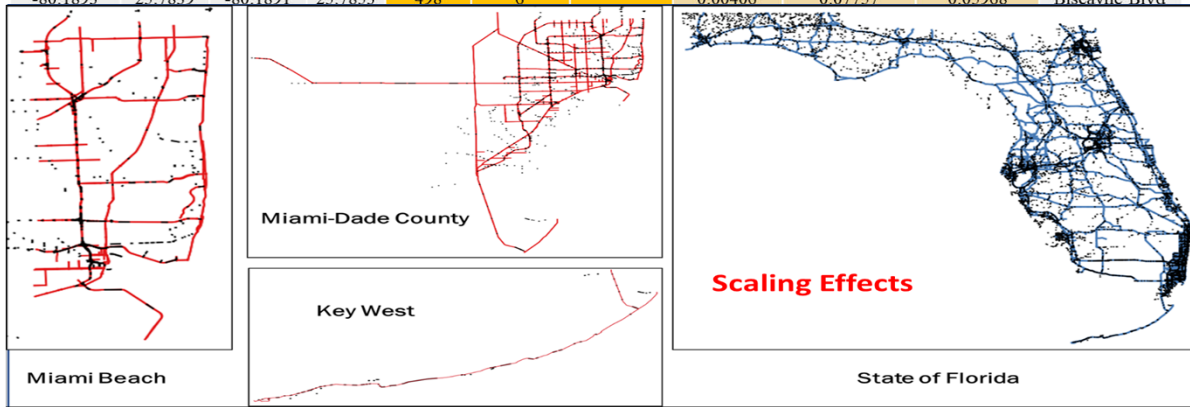 Miami-Dade County
Key West
Scaling Effects
Miami Beach
State of Florida